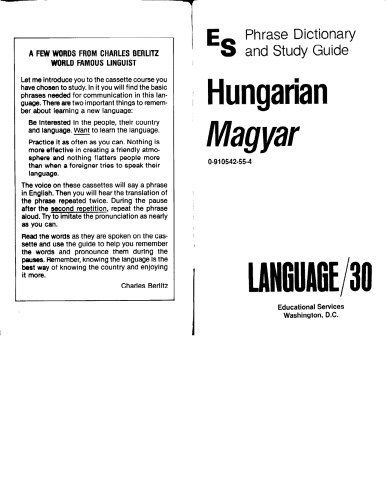 A FEW WORDS FROM CHARLES BERLITZ
WORLD FAMOUS LINGUIST
Let me introduce you to the cassette course you
have chosen to study. In it you will find the basic
phrases needed for communication in this lan-
guage. There are two important things to remem-
ber about learning a new language:
Be Interested in the people, their country
and language. Want to learn the language.
Practice it as often as you can. Nothing is
more effective in creating a friendly atmo-
sphere and nothing flatters people more
than when a foreigner tries to speak their
language.
The voice on these cassettes will say a phrase
in English. Then you will hear the translation of
the phrase repeated twice. During the pause
after the second repetition, repeat the phrase
aloud. Try to imitate the pronunciation as nearly
as you can.
Read the words as they are spoken on the cas-
sette and use the guide to help you remember
the words and pronounce them during the
pauses. Remember, knowing the language is the
best way of knowing the country and enjoying
it more.
Charles Berlitz
ES Phrase Dictionary
and Study Guide
Hungarian
Magyar
0-910542-55-4
LANGUAGE/30
Educational Services
Washington, D.C.